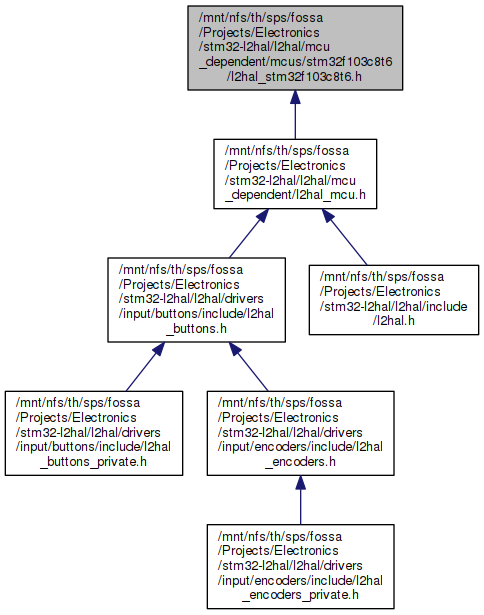 /mnt/nfs/th/sps/fossa
/Projects/Electronics
/stm32-l2hal/l2hal/mcu
_dependent/mcus/stm32f103c8t6
/l2hal_stm32f103c8t6.h
/mnt/nfs/th/sps/fossa
/Projects/Electronics
/stm32-l2hal/l2hal/mcu
_dependent/l2hal_mcu.h
/mnt/nfs/th/sps/fossa
/Projects/Electronics
/stm32-l2hal/l2hal/drivers
/input/buttons/include/l2hal
_buttons.h
/mnt/nfs/th/sps/fossa
/Projects/Electronics
/stm32-l2hal/l2hal/include
/l2hal.h
/mnt/nfs/th/sps/fossa
/Projects/Electronics
/stm32-l2hal/l2hal/drivers
/input/buttons/include/l2hal
_buttons_private.h
/mnt/nfs/th/sps/fossa
/Projects/Electronics
/stm32-l2hal/l2hal/drivers
/input/encoders/include/l2hal
_encoders.h
/mnt/nfs/th/sps/fossa
/Projects/Electronics
/stm32-l2hal/l2hal/drivers
/input/encoders/include/l2hal
_encoders_private.h